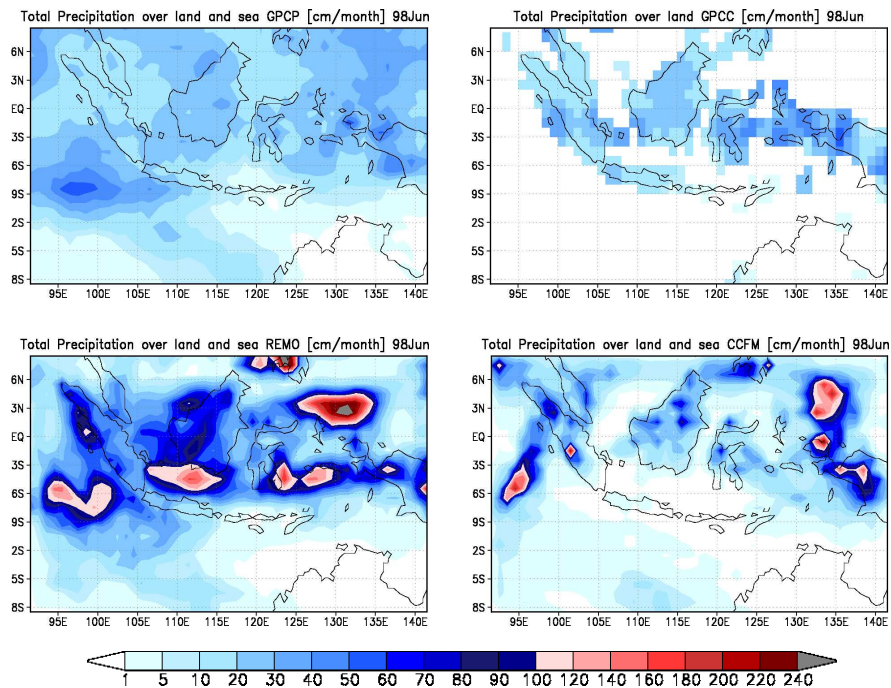 Total Precipitation over land and sea GPCP [cm/month] 98Jun
6N
3N
EQ
3S
6S
9S
2S
5S
8S
95E 100E 105E 110E 115E 120E 125E 130E 135E 140E
Total Precipitation over land GPCC [cm/month] 98Jun
6N
3N
EQ
3S
6S
9S
2S
5S
8S
95E 100E 105E 110E 115E 120E 125E 130E 135E 140E
Total Precipitation over land and sea REMO [cm/month] 98Jun
6N
3N
EQ
3S
6S
9S
2S
5S
8S
95E 100E 105E 110E 115E 120E 125E 130E 135E 140E
Total Precipitation over land and sea CCFM [cm/month] 98Jun
6N
3N
EQ
3S
6S
9S
2S
5S
8S
95E 100E 105E 110E 115E 120E 125E 130E 135E 140E
1 5 10 20 30 40 50 60 70 80 90 100 120 140 160 180 200 220 240